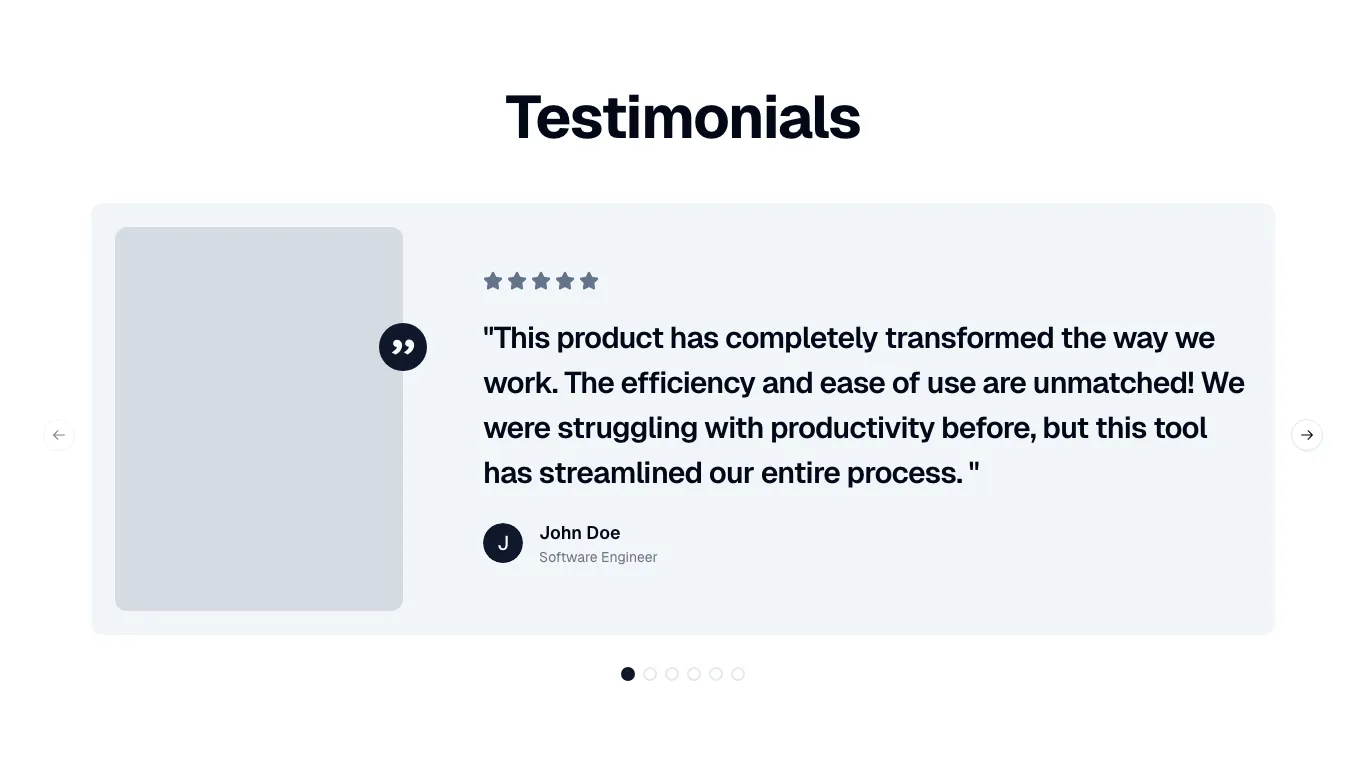 Testimonials
"This product has completely transformed the way we
work. The efficiency and ease of use are unmatched! We
were struggling with productivity before, but this tool
has streamlined our entire process. "
J
John Doe
Software Engineer